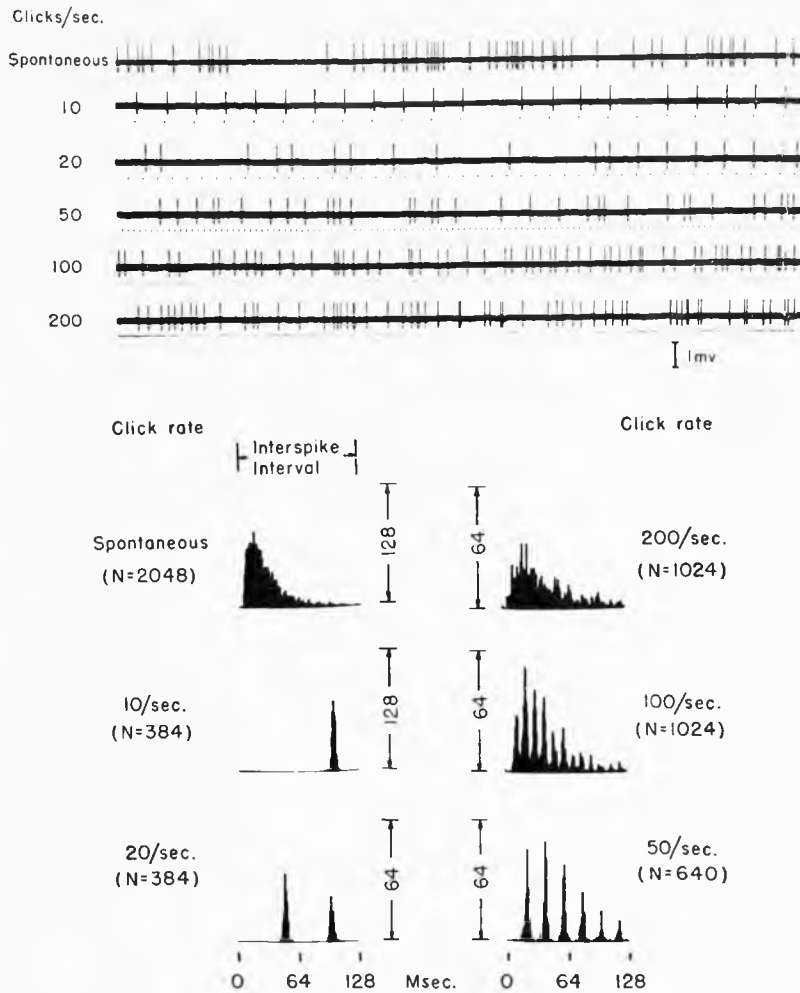 Clicks/sec.
Spontaneous
10
20
50
100
200
1mv
Click rate
Click rate
Interspike
Interval
Spontaneous
(N=2048)
128
64
200/sec.
(N=1024)
10/sec.
(N=384)
128
64
100/sec.
(N=1024)
20/sec.
(N=384)
64
64
50/sec.
(N=640)
0 64 128 Msec. 0 64 128